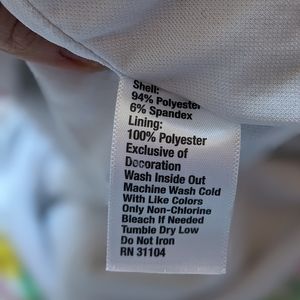 Shell:
94% Polyester
6% Spandex
Lining:
100% Polyester
Exclusive of
Decoration
Wash Inside Out
Machine Wash Cold
With Like Colors
Only Non-Chlorine
Bleach If Needed
Tumble Dry Low
Do Not Iron
RN 31104